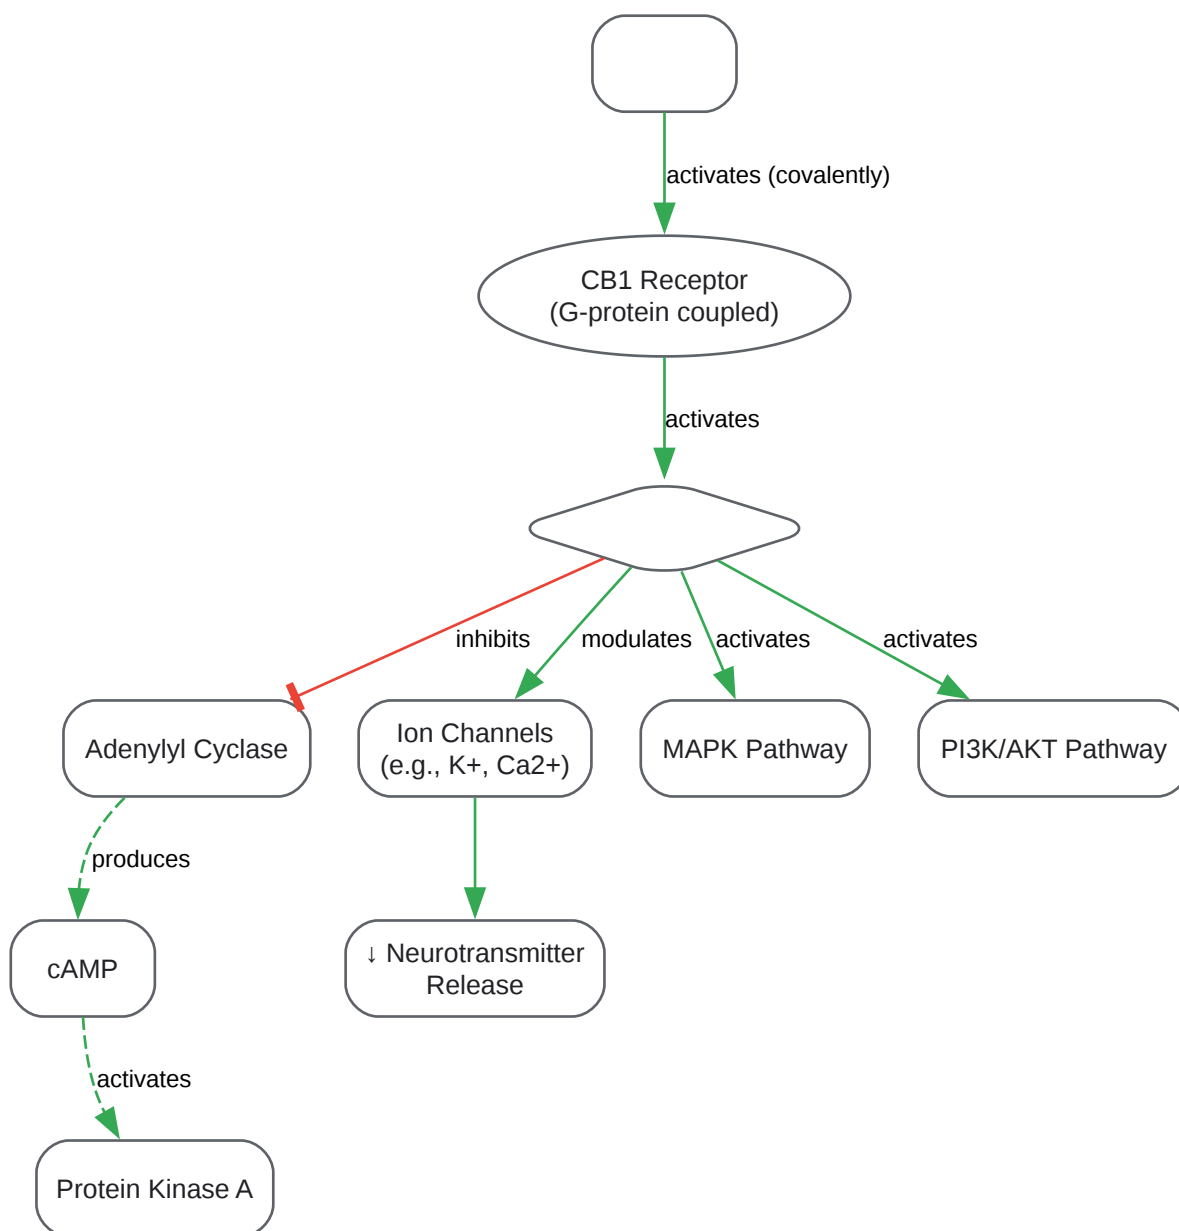 activates (covalently)
CB1 Receptor
(G-protein coupled)
activates
inhibits
modulates
activates
activates
Adenylyl Cyclase
Ion Channels
(e.g., K+, Ca2+)
MAPK Pathway
PI3K/AKT Pathway
produces
cAMP
↓ Neurotransmitter
Release
activates
Protein Kinase A